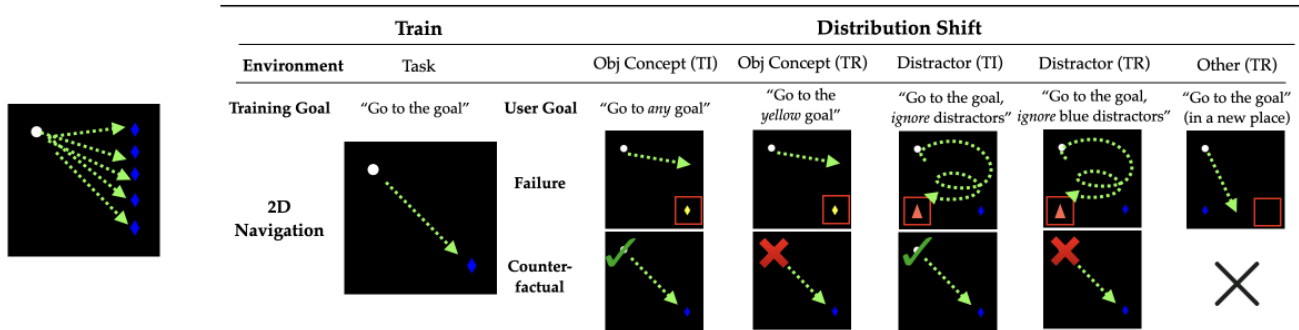 Train Distribution Shift
Environment Task Obj Concept (TI) Obj Concept (TR) Distractor (TI) Distractor (TR) Other (TR)
Training Goal "Go to the goal" User Goal "Go to any goal" "Go to the yellow goal" "Go to the goal, ignore distractors" "Go to the goal, ignore blue distractors" "Go to the goal" (in a new place)
Failure
2D
Navigation
Counter-
factual